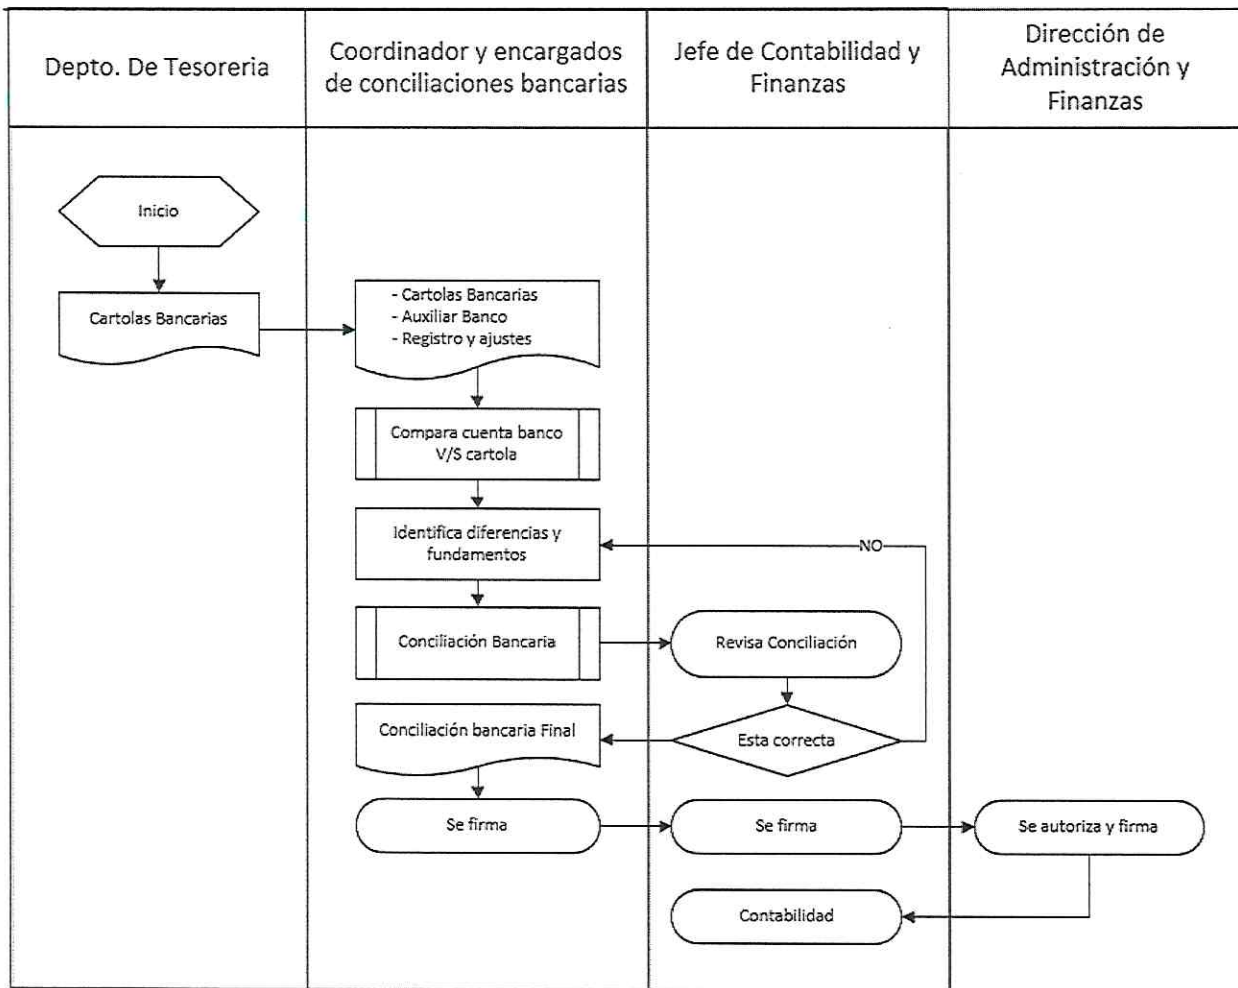 Depto. De Tesoreria
Coordinador y encargados
de conciliaciones bancarias
Jefe de Contabilidad y
Finanzas
Dirección de
Administración y
Finanzas
Inicio
Cartolas Bancarias
- Cartolas Bancarias
- Auxiliar Banco
- Registro y ajustes
Compara cuenta banco
V/S cartola
Identifica diferencias y
fundamentos
NO
Conciliación Bancaria
Revisa Conciliación
Conciliación bancaria Final
Esta correcta
Se firma
Se firma
Se autoriza y firma
Contabilidad